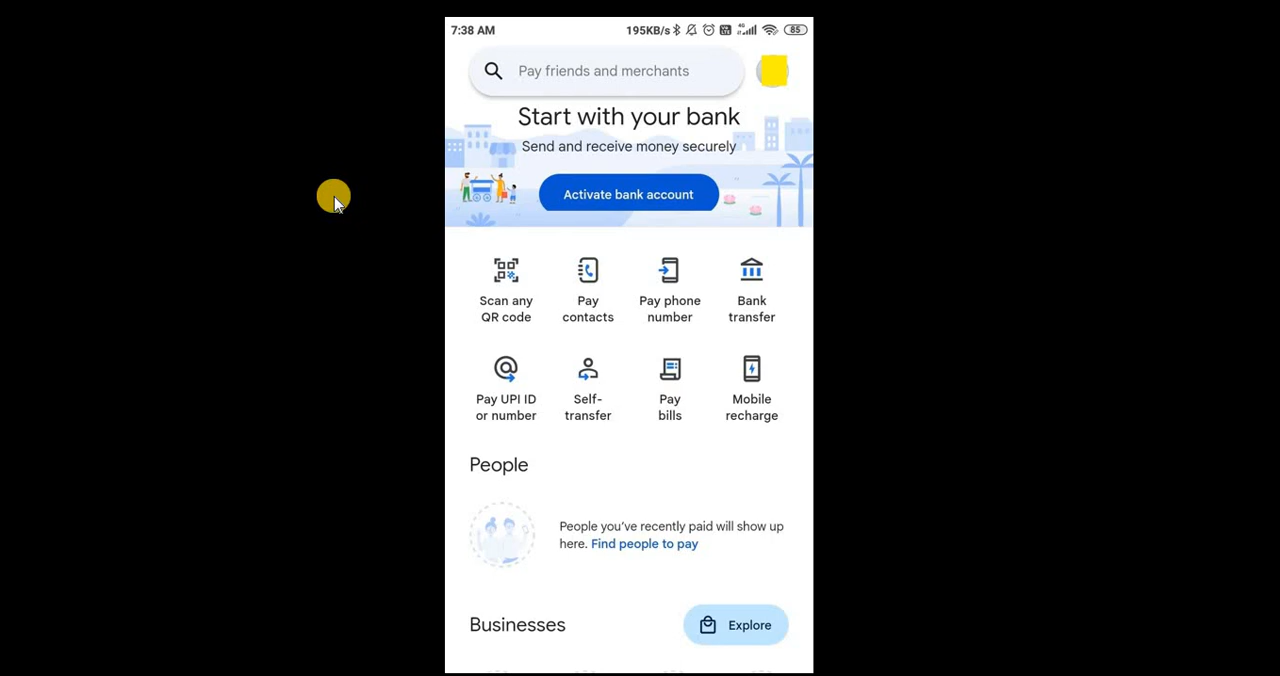 7:38 AM 195KB/s 4G 85
Pay friends and merchants
Start with your bank
Send and receive money securely
Activate bank account
Scan any Pay Pay phone Bank
QR code contacts number transfer
Pay UPI ID Self- Pay Mobile
or number transfer bills recharge
People
People you’ve recently paid will show up
here. Find people to pay
Businesses Explore